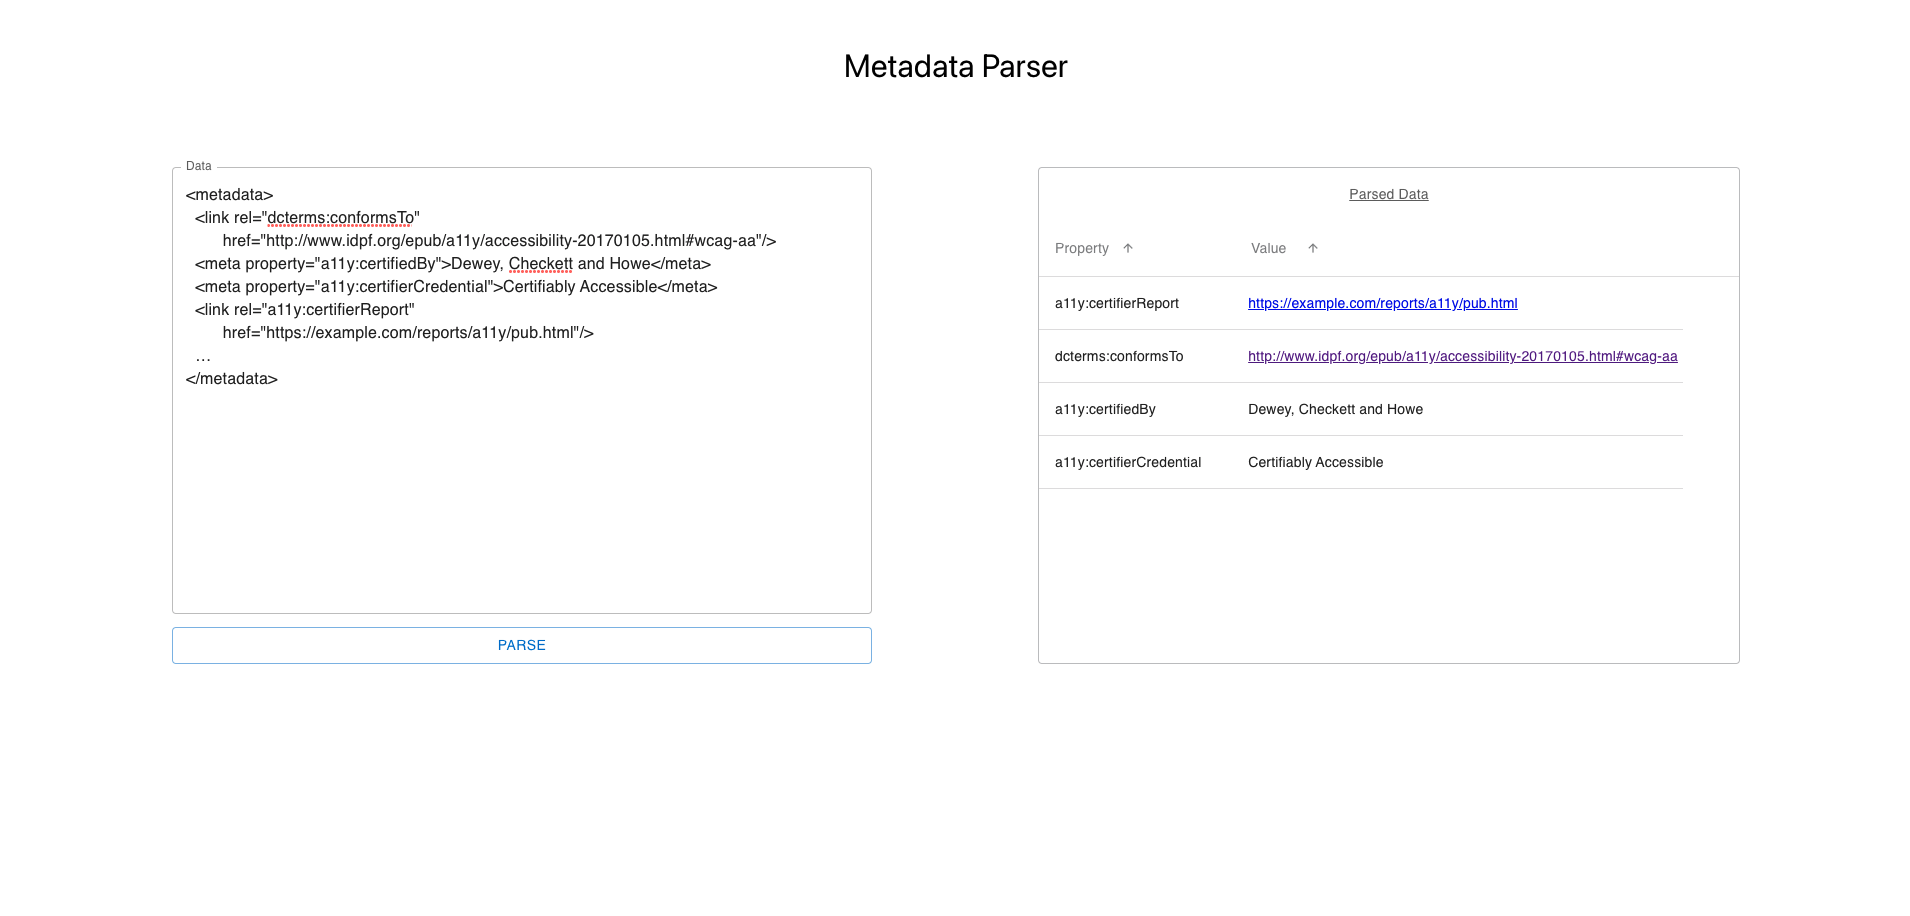 Metadata Parser
Data
<metadata>
<link rel="dcterms:conformsTo"
href="http://www.idpf.org/epub/a11y/accessibility-20170105.html#wcag-aa"/>
<meta property="a11y:certifiedBy">Dewey, Checkett and Howe</meta>
<meta property="a11y:certifierCredential">Certifiably Accessible</meta>
<link rel="a11y:certifierReport"
href="https://example.com/reports/a11y/pub.html"/>
...
</metadata>
PARSE
Parsed Data
Property ↑ Value ↑
a11y:certifierReport https://example.com/reports/a11y/pub.html
dcterms:conformsTo http://www.idpf.org/epub/a11y/accessibility-20170105.html#wcag-aa
a11y:certifiedBy Dewey, Checkett and Howe
a11y:certifierCredential Certifiably Accessible